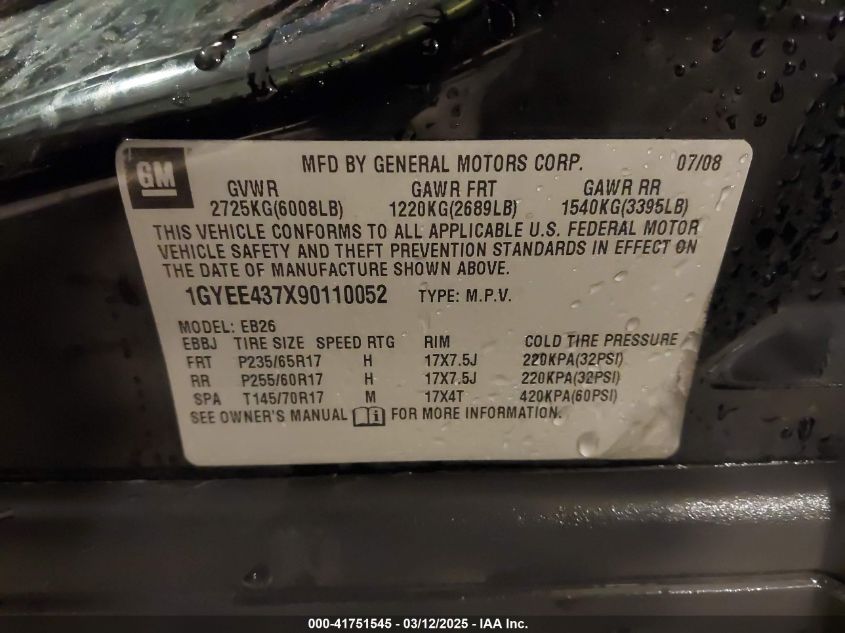 GM MFD BY GENERAL MOTORS CORP. 07/08
GVWR GAWR FRT GAWR RR
2725KG(6008LB) 1220KG(2689LB) 1540KG(3395LB)
THIS VEHICLE CONFORMS TO ALL APPLICABLE U.S. FEDERAL MOTOR
VEHICLE SAFETY AND THEFT PREVENTION STANDARDS IN EFFECT ON
THE DATE OF MANUFACTURE SHOWN ABOVE.
1GYEE437X90110052 TYPE: M.P.V.
MODEL: EB26
EBBJ TIRE SIZE SPEED RTG RIM COLD TIRE PRESSURE
FRT P235/65R17 H 17X7.5J 220KPA(32PSI)
RR P255/60R17 H 17X7.5J 220KPA(32PSI)
SPA T145/70R17 M 17X4T 420KPA(60PSI)
SEE OWNER'S MANUAL FOR MORE INFORMATION.
000-41751545 — 03/12/2025 — IAA Inc.